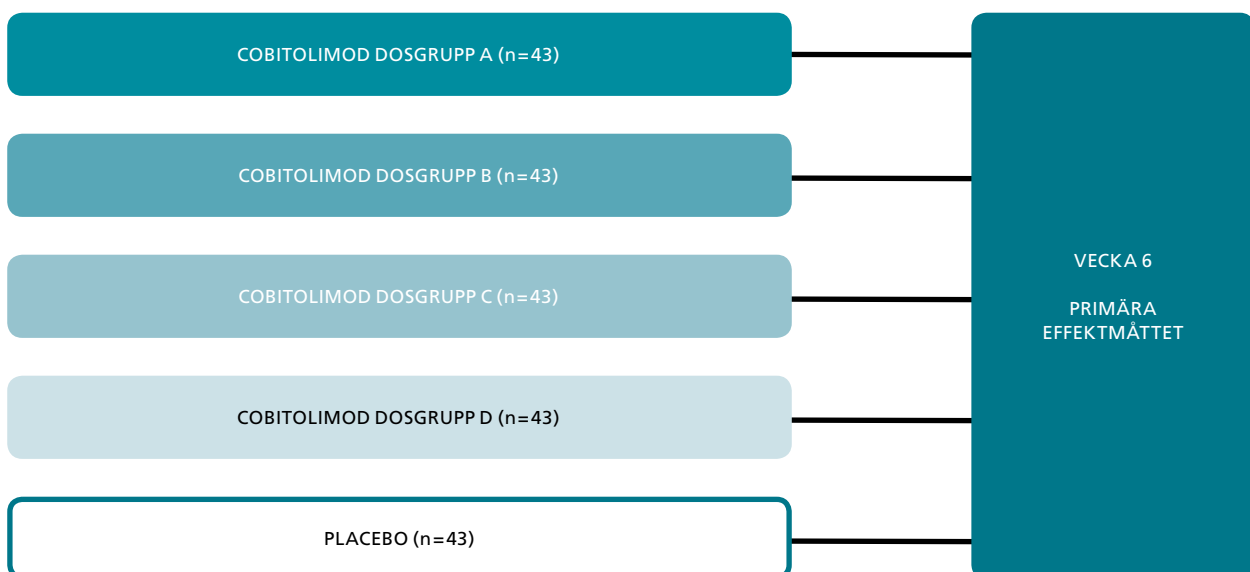 COBITOLIMOD DOSGRUPP A (n=43)
COBITOLIMOD DOSGRUPP B (n=43)
COBITOLIMOD DOSGRUPP C (n=43)
COBITOLIMOD DOSGRUPP D (n=43)
PLACEBO (n=43)
VECKA 6
PRIMÄRA
EFFEKTMÅTTET